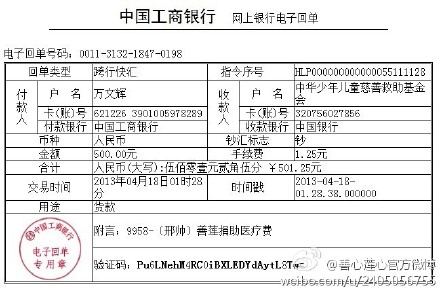 中国工商银行 网上银行电子回单
电子回单号码：0011-3132-1847-0198
回单类型 跨行快汇 指令序号 HLP00000000000005511112B
付款人 户 名 万文辉 收款人 户 名 中华少年儿童慈善救助基金会
卡(账)号 621226 3901005978289 卡(账)号 320756027856
付款银行 中国工商银行 收款银行 中国银行
币种 人民币 钞汇标志 钞
金额 500.00元 手续费 1.25元
合计 人民币(大写):伍佰零壹元贰角伍分 ￥501.25元
交易时间 2013年04月18日01时28分 时间戳 2013-04-18-01.28.38.000000
用途 货款
中国工商银行
电子回单
专用章
附言：9958-〔邢帅〕善莲捐助医疗费
验证码：
@善心莲心官方微博
weibo.com/u/2405056755